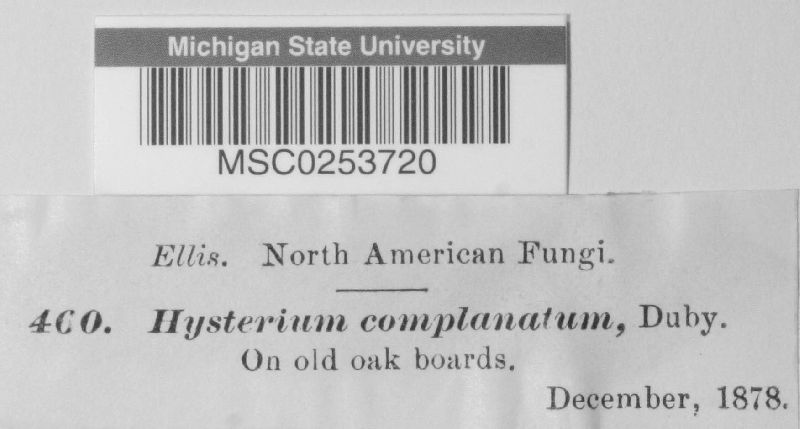 Michigan State University
MSC0253720
Ellis. North American Fungi.
460. Hysterium complanatum, Duby.
On old oak boards.
December, 1878.